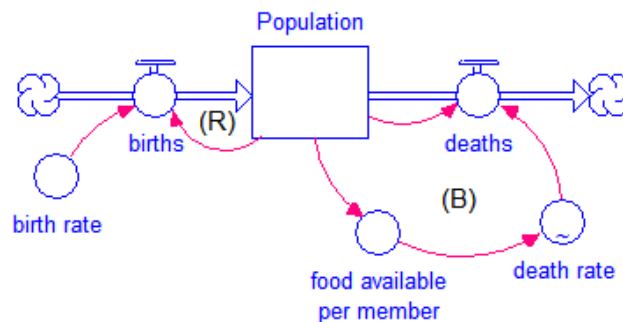 Population
(R)
births
deaths
birth rate
(B)
~
food available
per member
death rate